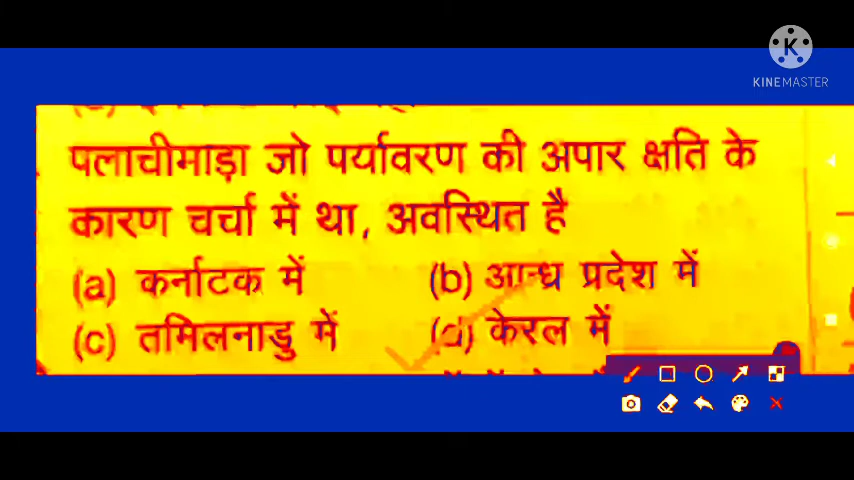 KINEMASTER
पलाचीमाड़ा जो पर्यावरण की अपार क्षति के
कारण चर्चा में था, अवस्थित है
(a) कर्नाटक में (b) आन्ध्र प्रदेश में
(c) तमिलनाडु में (d) केरल में